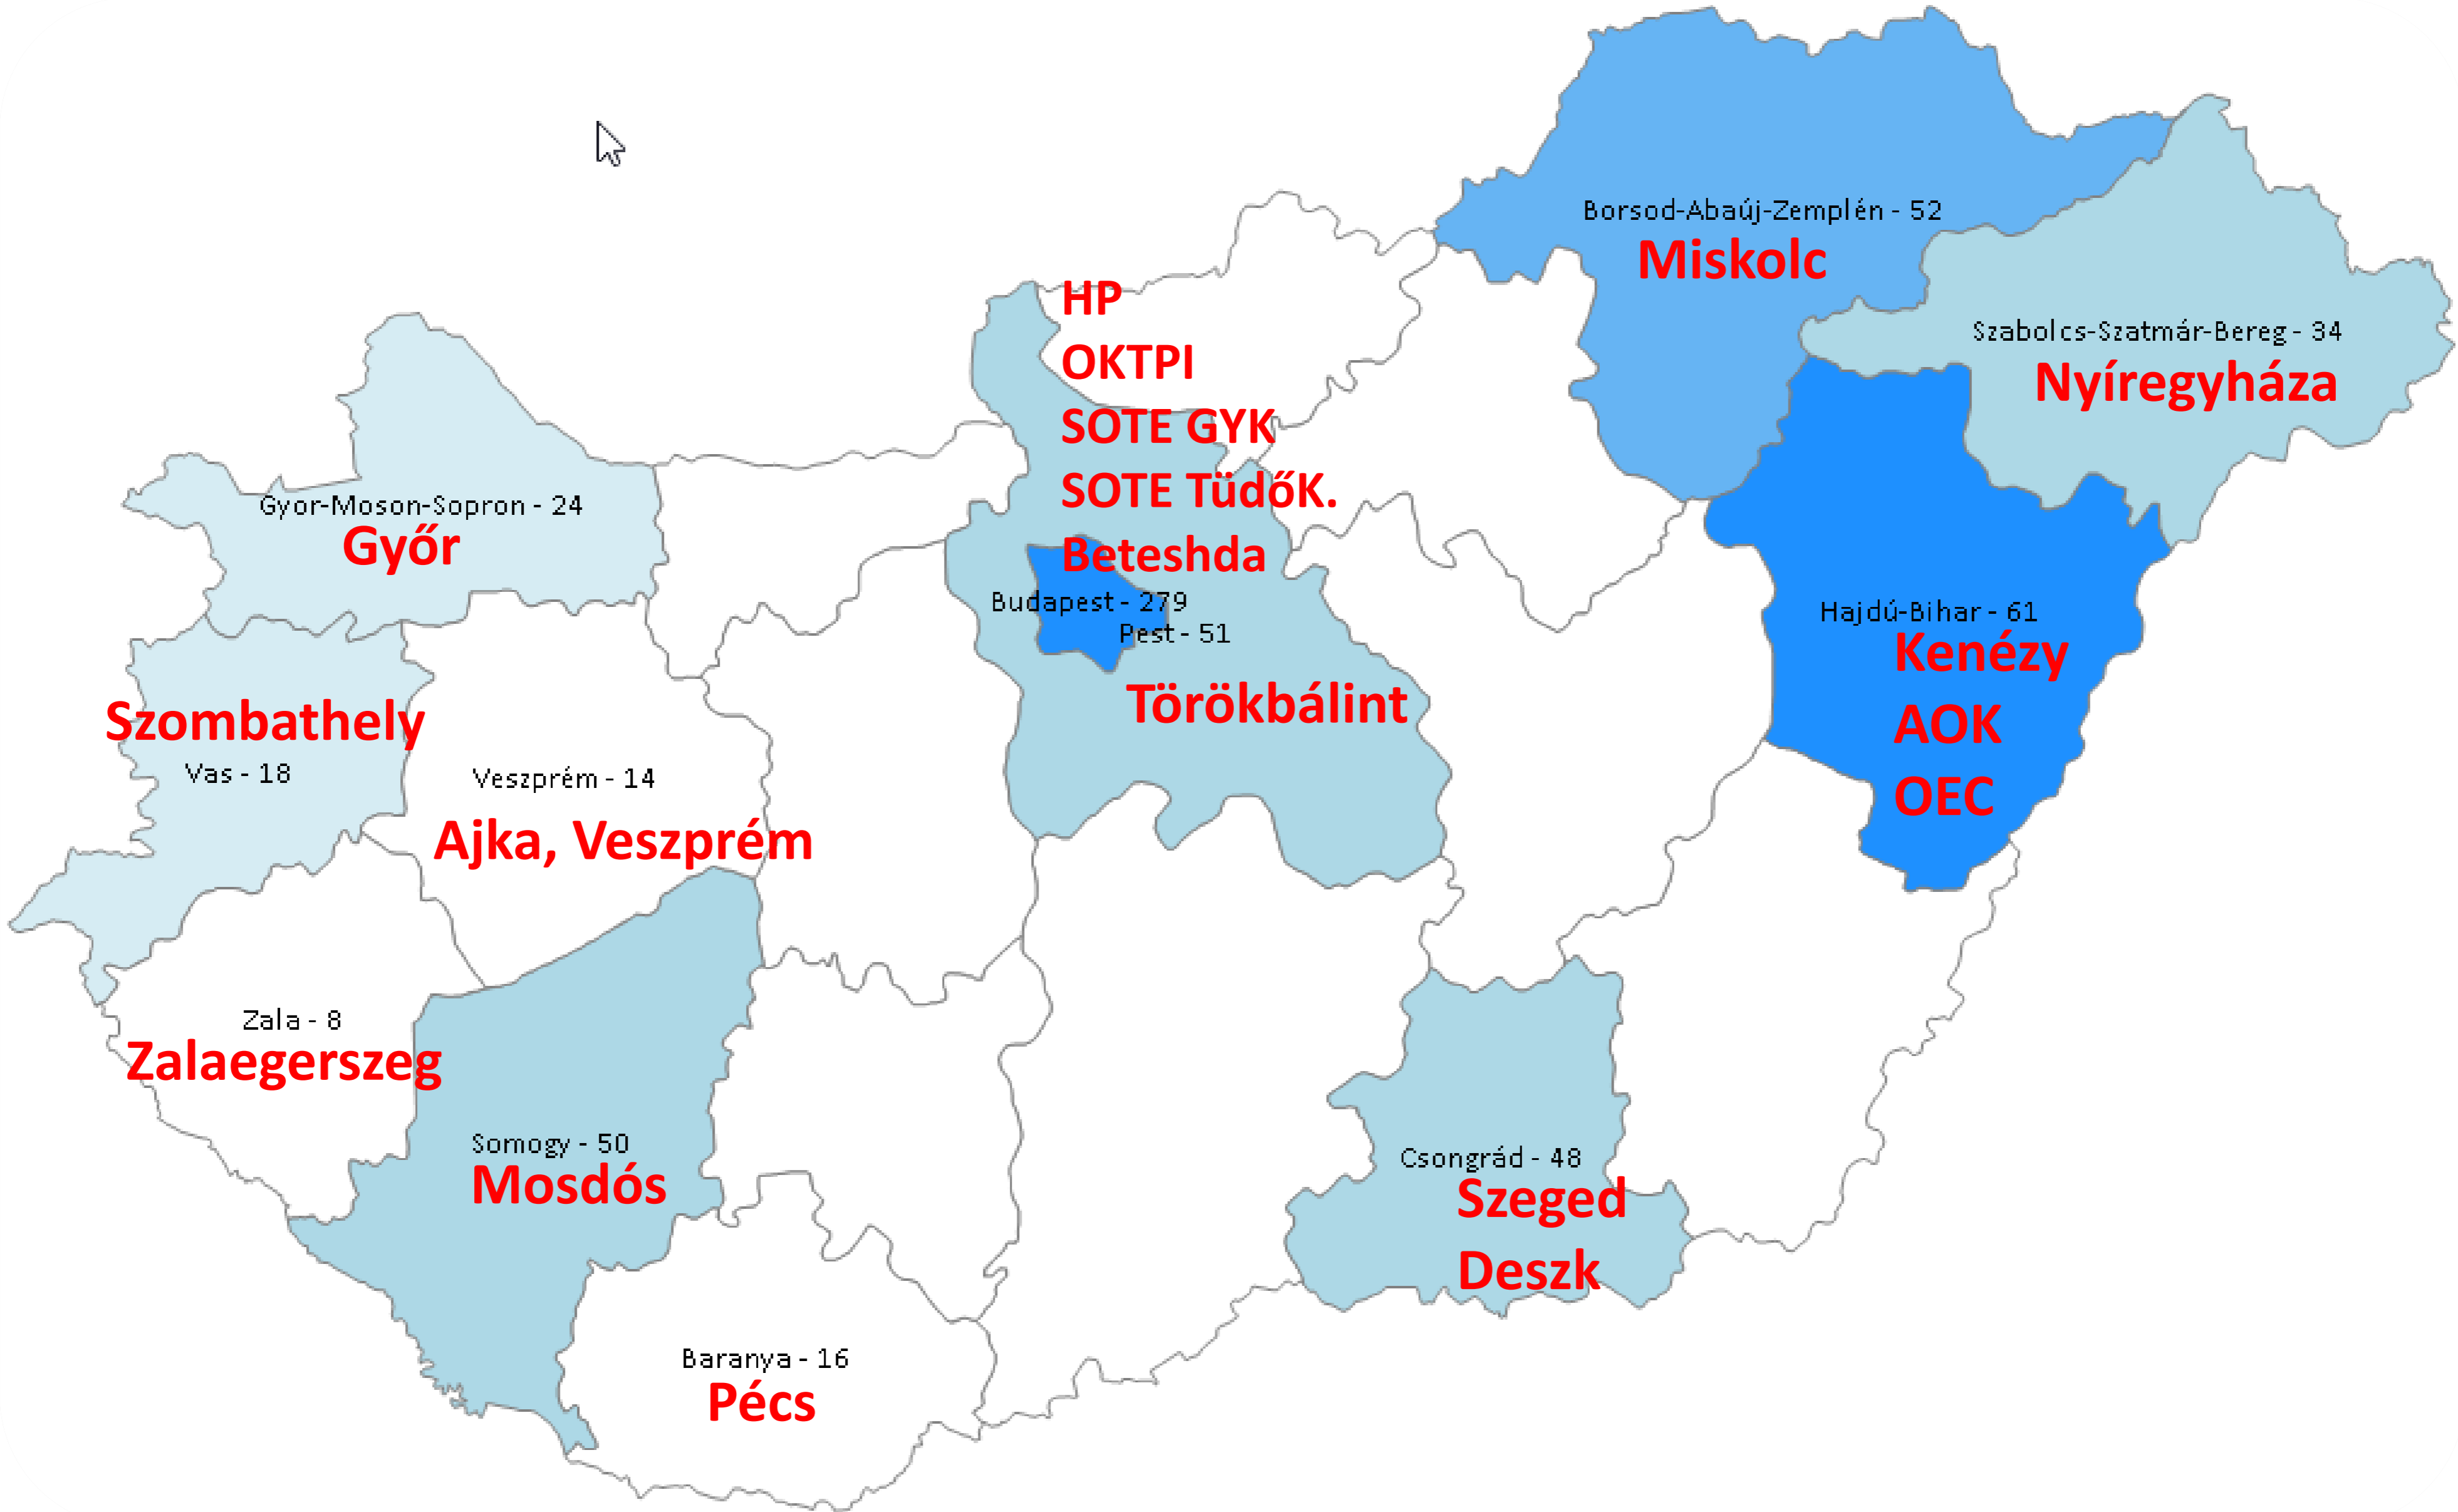 Borsod-Abaúj-Zemplén - 52
Miskolc
Szabolcs-Szatmár-Bereg - 34
Nyíregyháza
HP
OKTPI
SOTE GYK
SOTE TüdőK.
Beteshda
Budapest - 279
Pest - 51
Törökbálint
Gyor-Moson-Sopron - 24
Győr
Hajdú-Bihar - 61
Kenézy
AOK
OEC
Szombathely
Vas - 18
Veszprém - 14
Ajka, Veszprém
Zala - 8
Zalaegerszeg
Somogy - 50
Mosdós
Csongrád - 48
Szeged
Deszk
Baranya - 16
Pécs